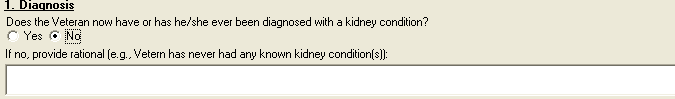 1. Diagnosis
Does the Veteran now have or has he/she ever been diagnosed with a kidney condition?
Yes No
If no, provide rational (e.g., Vetern has never had any known kidney condition(s)):